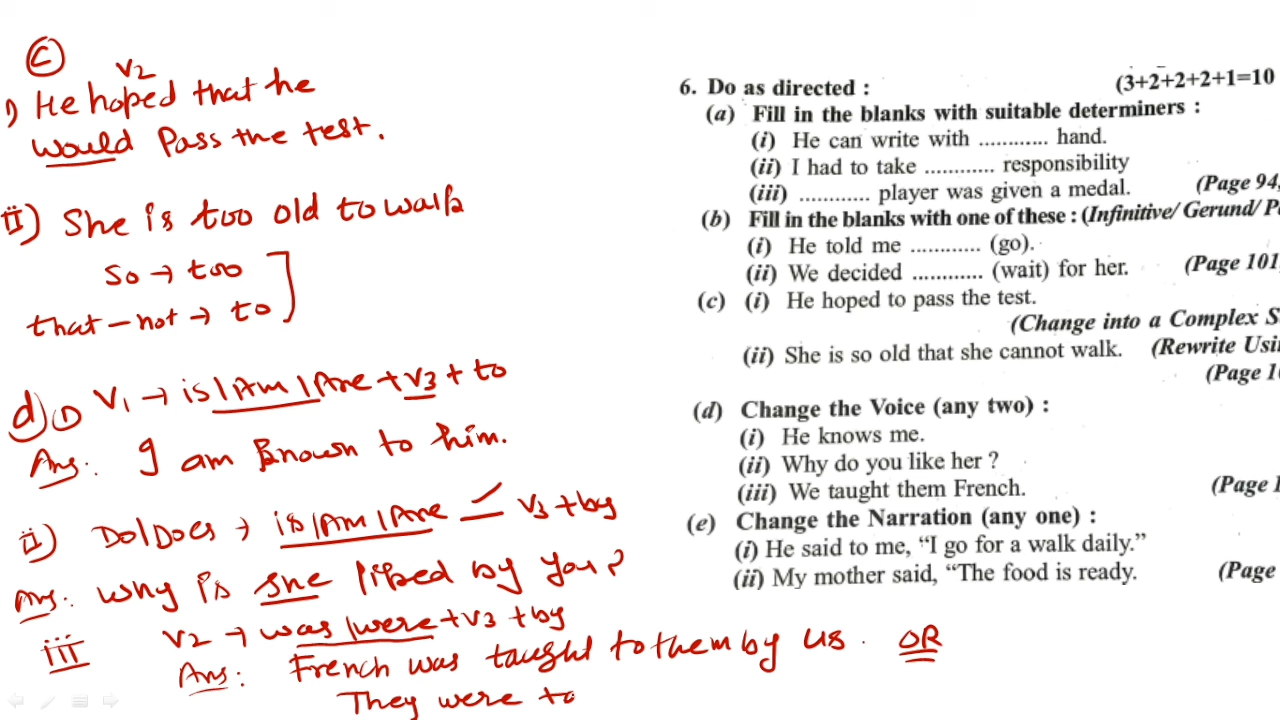 C
V2
i) He hoped that he
would Pass the test.
ii) She is too old to walk
so → too
that – not → to
d) i) V1 → is/Am/Are + V3 + to
Ans: I am known to him.
ii) Do/Does → is/Am/Are V3 + by
Ans: Why is she liked by you?
iii V2 → was/were + V3 + by
Ans: French was taught to them by us. OR
They were to
6. Do as directed : (3+2+2+2+1=10
(a) Fill in the blanks with suitable determiners :
(i) He can write with ............ hand.
(ii) I had to take ............ responsibility
(iii) ............ player was given a medal. (Page 94,
(b) Fill in the blanks with one of these : (Infinitive/ Gerund/ P
(i) He told me ............ (go).
(ii) We decided ............ (wait) for her. (Page 101,
(c) (i) He hoped to pass the test.
(Change into a Complex S
(ii) She is so old that she cannot walk. (Rewrite Usi
(Page 1
(d) Change the Voice (any two) :
(i) He knows me.
(ii) Why do you like her ?
(iii) We taught them French. (Page 1
(e) Change the Narration (any one) :
(i) He said to me, “I go for a walk daily.”
(ii) My mother said, “The food is ready. (Page